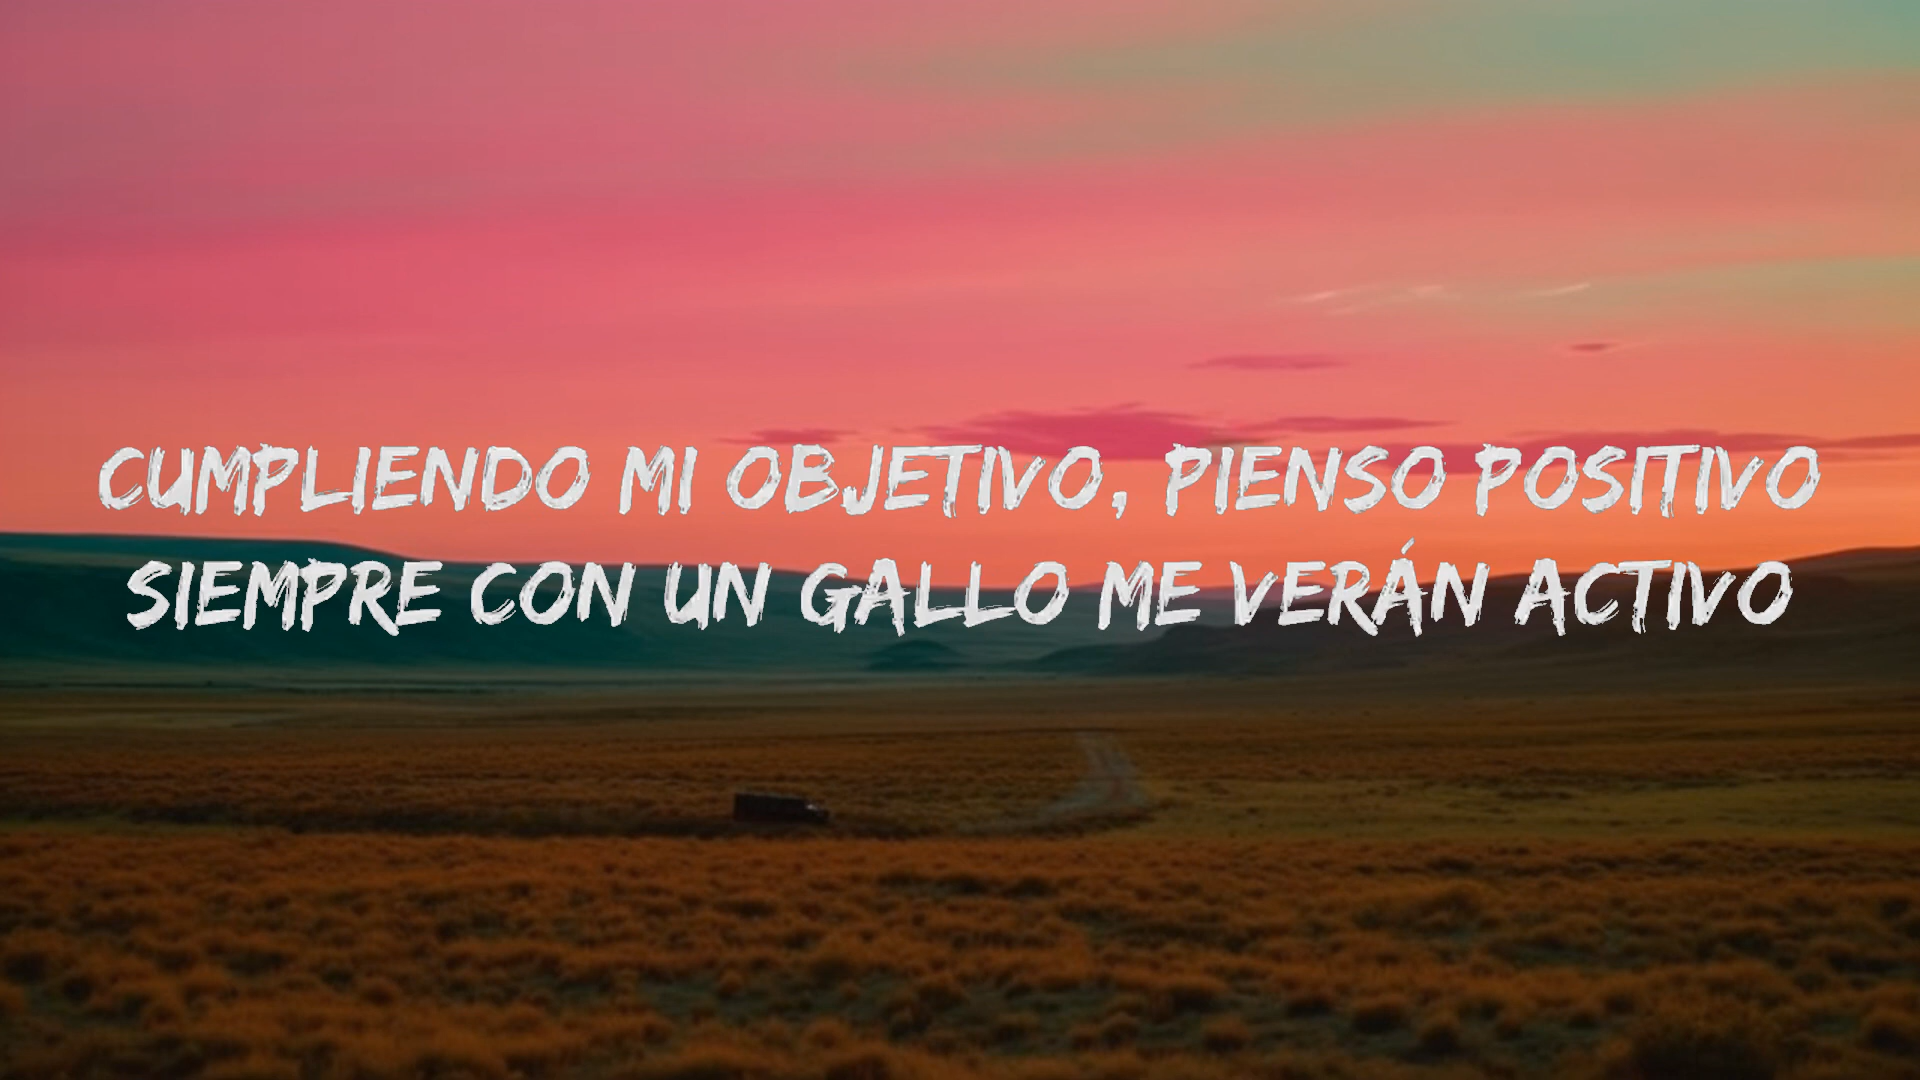 CUMPLIENDO MI OBJETIVO, PIENSO POSITIVO
SIEMPRE CON UN GALLO ME VERÁN ACTIVO